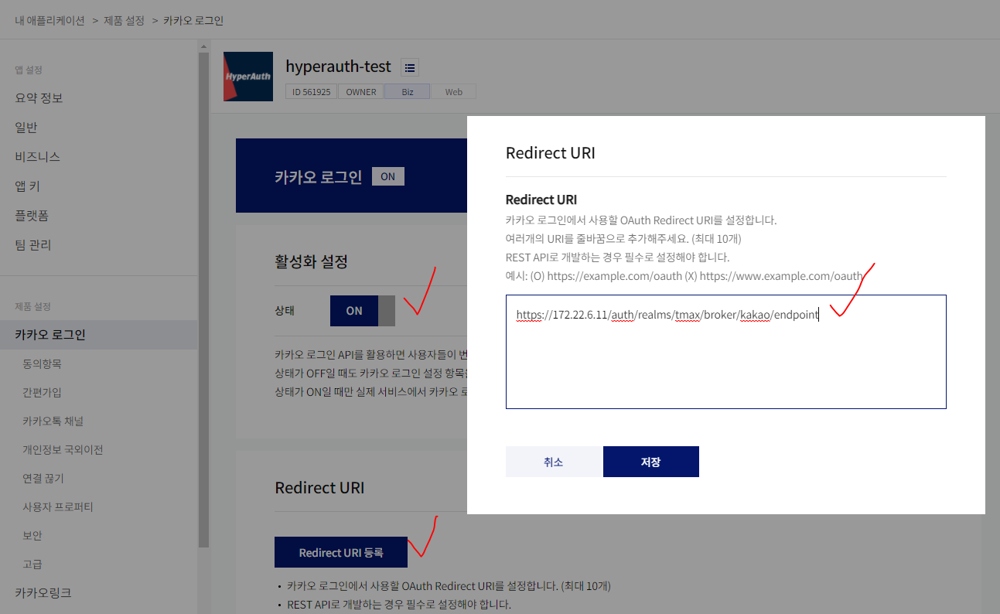 내 애플리케이션 > 제품 설정 > 카카오 로그인
앱 설정
요약 정보
일반
비즈니스
앱 키
플랫폼
팀 관리
제품 설정
카카오 로그인
동의항목
간편가입
카카오톡 채널
개인정보 국외이전
연결 끊기
사용자 프로퍼티
보안
고급
카카오링크
HyperAuth
hyperauth-test
ID 561925 OWNER Biz Web
카카오 로그인 ON
활성화 설정
상태 ON
카카오 로그인 API를 활용하면 사용자들이 번
상태가 OFF일 때도 카카오 로그인 설정 항목을
상태가 ON일 때만 실제 서비스에서 카카오 로
Redirect URI
Redirect URI 등록
• 카카오 로그인에서 사용할 OAuth Redirect URI를 설정합니다. (최대 10개)
• REST API로 개발하는 경우 필수로 설정해야 합니다.
Redirect URI
Redirect URI
카카오 로그인에서 사용할 OAuth Redirect URI를 설정합니다.
여러개의 URI를 줄바꿈으로 추가해주세요. (최대 10개)
REST API로 개발하는 경우 필수로 설정해야 합니다.
예시: (O) https://example.com/oauth (X) https://www.example.com/oauth
https://172.22.6.11/auth/realms/tmax/broker/kakao/endpoint
취소 저장